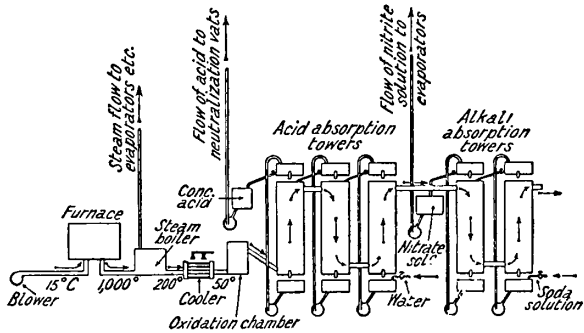 Steam flow to
evaporators etc.
Flow of acid to
neutralization vats
Flow of nitrite
solution to
evaporators
Acid absorption
towers
Alkali
absorption
towers
Conc.
acid
Furnace
Steam
boiler
Nitrate
Blower
15°C
1,000°
200°
50°
Cooler
Oxidation chamber
Water
Soda
solution